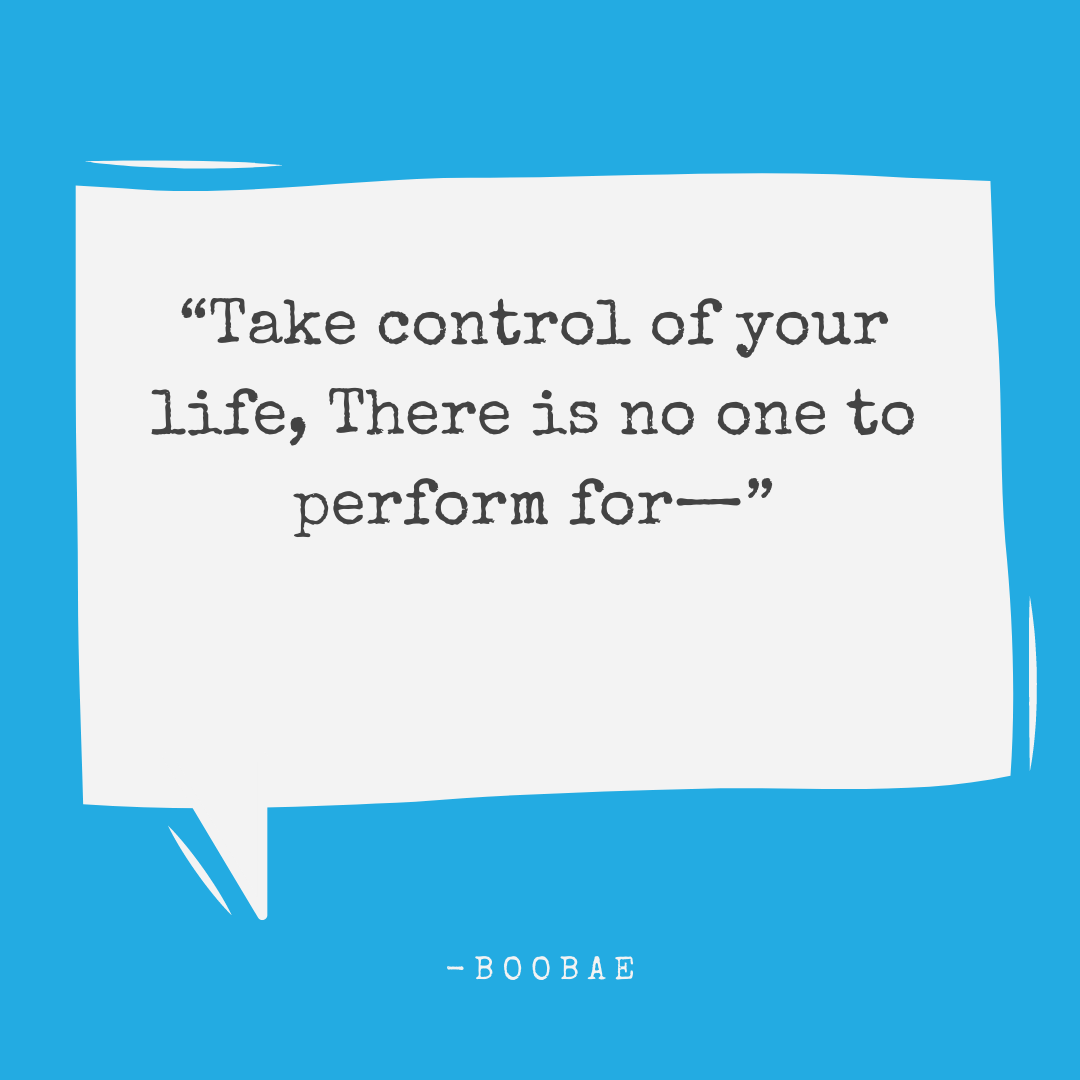 “Take control of your
life, There is no one to
perform for—”
–BOOBAE